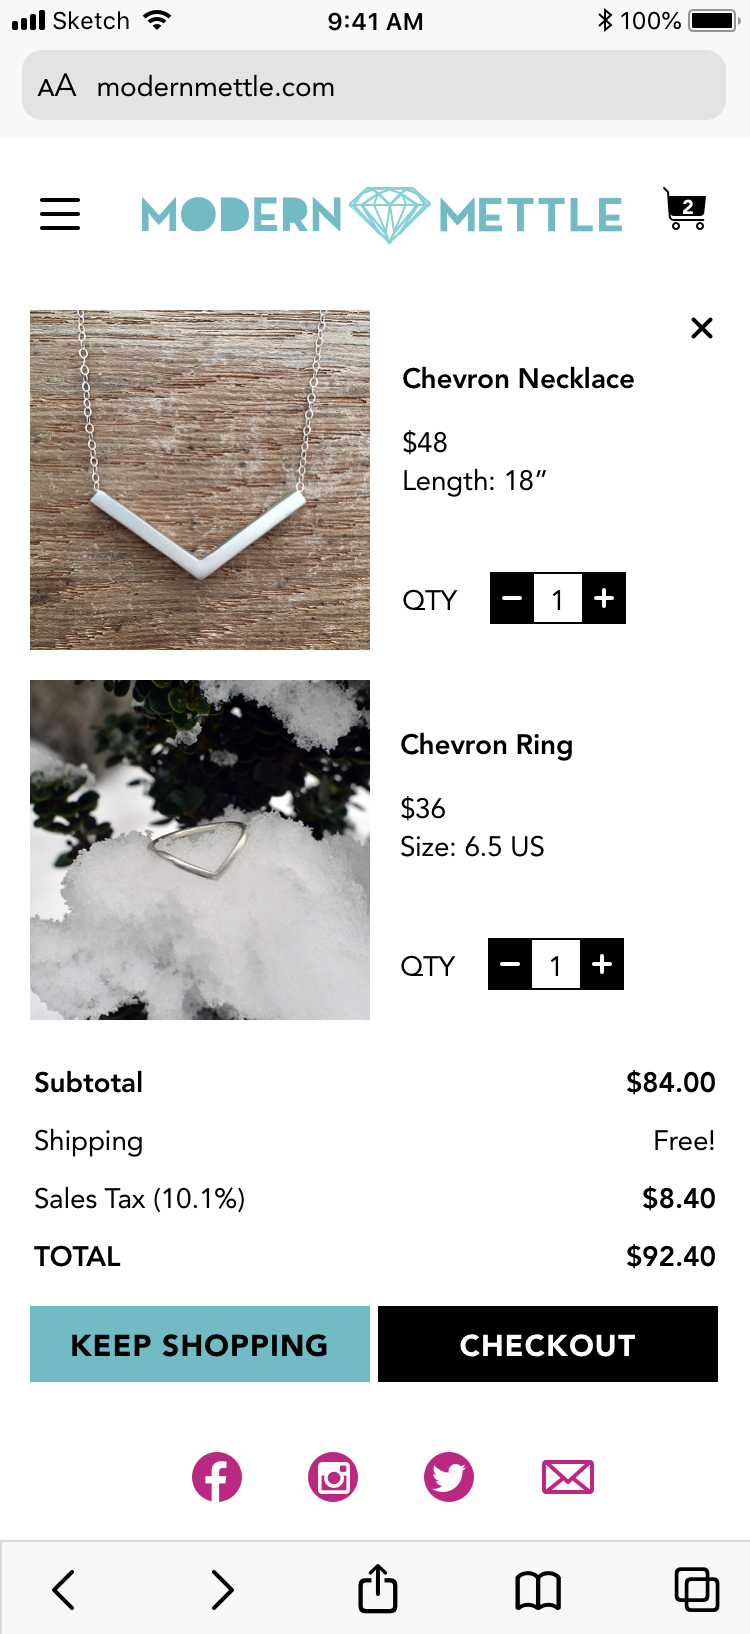 Sketch 9:41 AM 100%
AA modernmettle.com
MODERN METTLE 2
Chevron Necklace
$48
Length: 18”
QTY − 1 +
Chevron Ring
$36
Size: 6.5 US
QTY − 1 +
Subtotal $84.00
Shipping Free!
Sales Tax (10.1%) $8.40
TOTAL $92.40
KEEP SHOPPING CHECKOUT